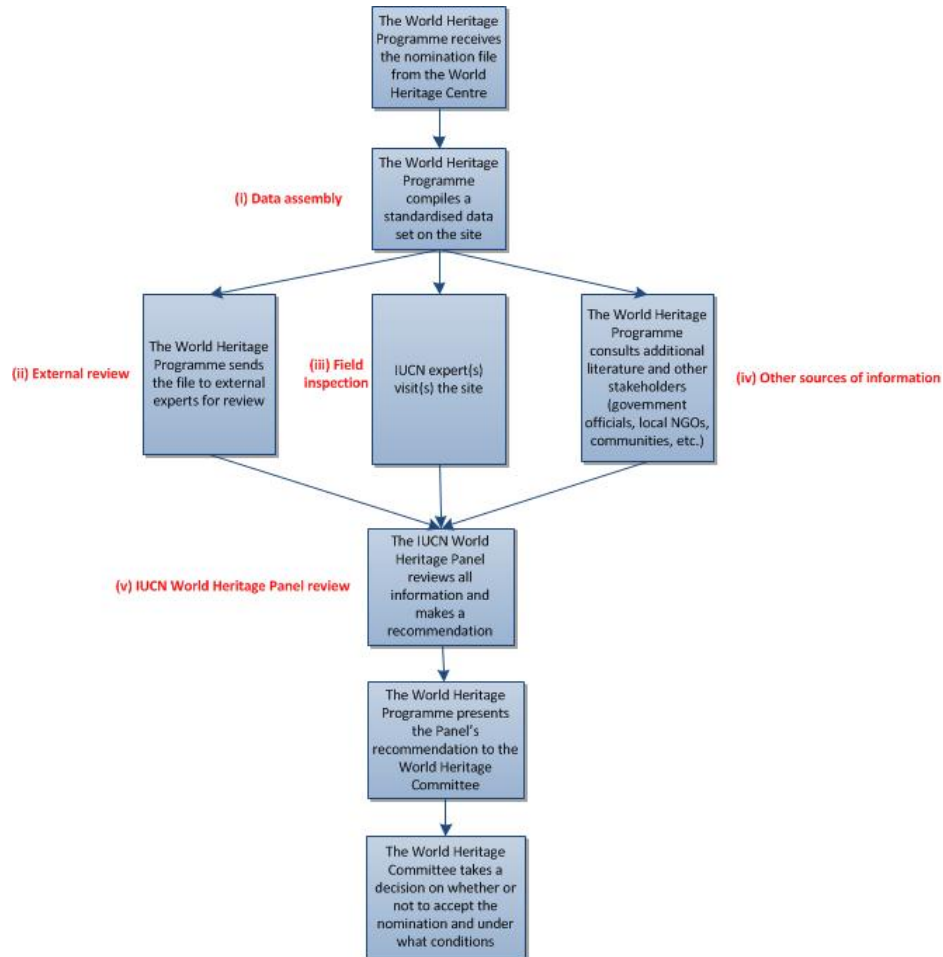 The World Heritage
Programme receives
the nomination file
from the World
Heritage Centre
(i) Data assembly
The World Heritage
Programme
compiles a
standardised data
set on the site
(ii) External review
The World Heritage
Programme sends
the file to external
experts for review
(iii) Field
inspection
IUCN expert(s)
visit(s) the site
The World Heritage
Programme
consults additional
literature and other
stakeholders
(government
officials, local NGOs,
communities, etc.)
(iv) Other sources of information
(v) IUCN World Heritage Panel review
The IUCN World
Heritage Panel
reviews all
information and
makes a
recommendation
The World Heritage
Programme presents
the Panel's
recommendation to the
World Heritage
Committee
The World Heritage
Committee takes a
decision on whether or
not to accept the
nomination and under
what conditions